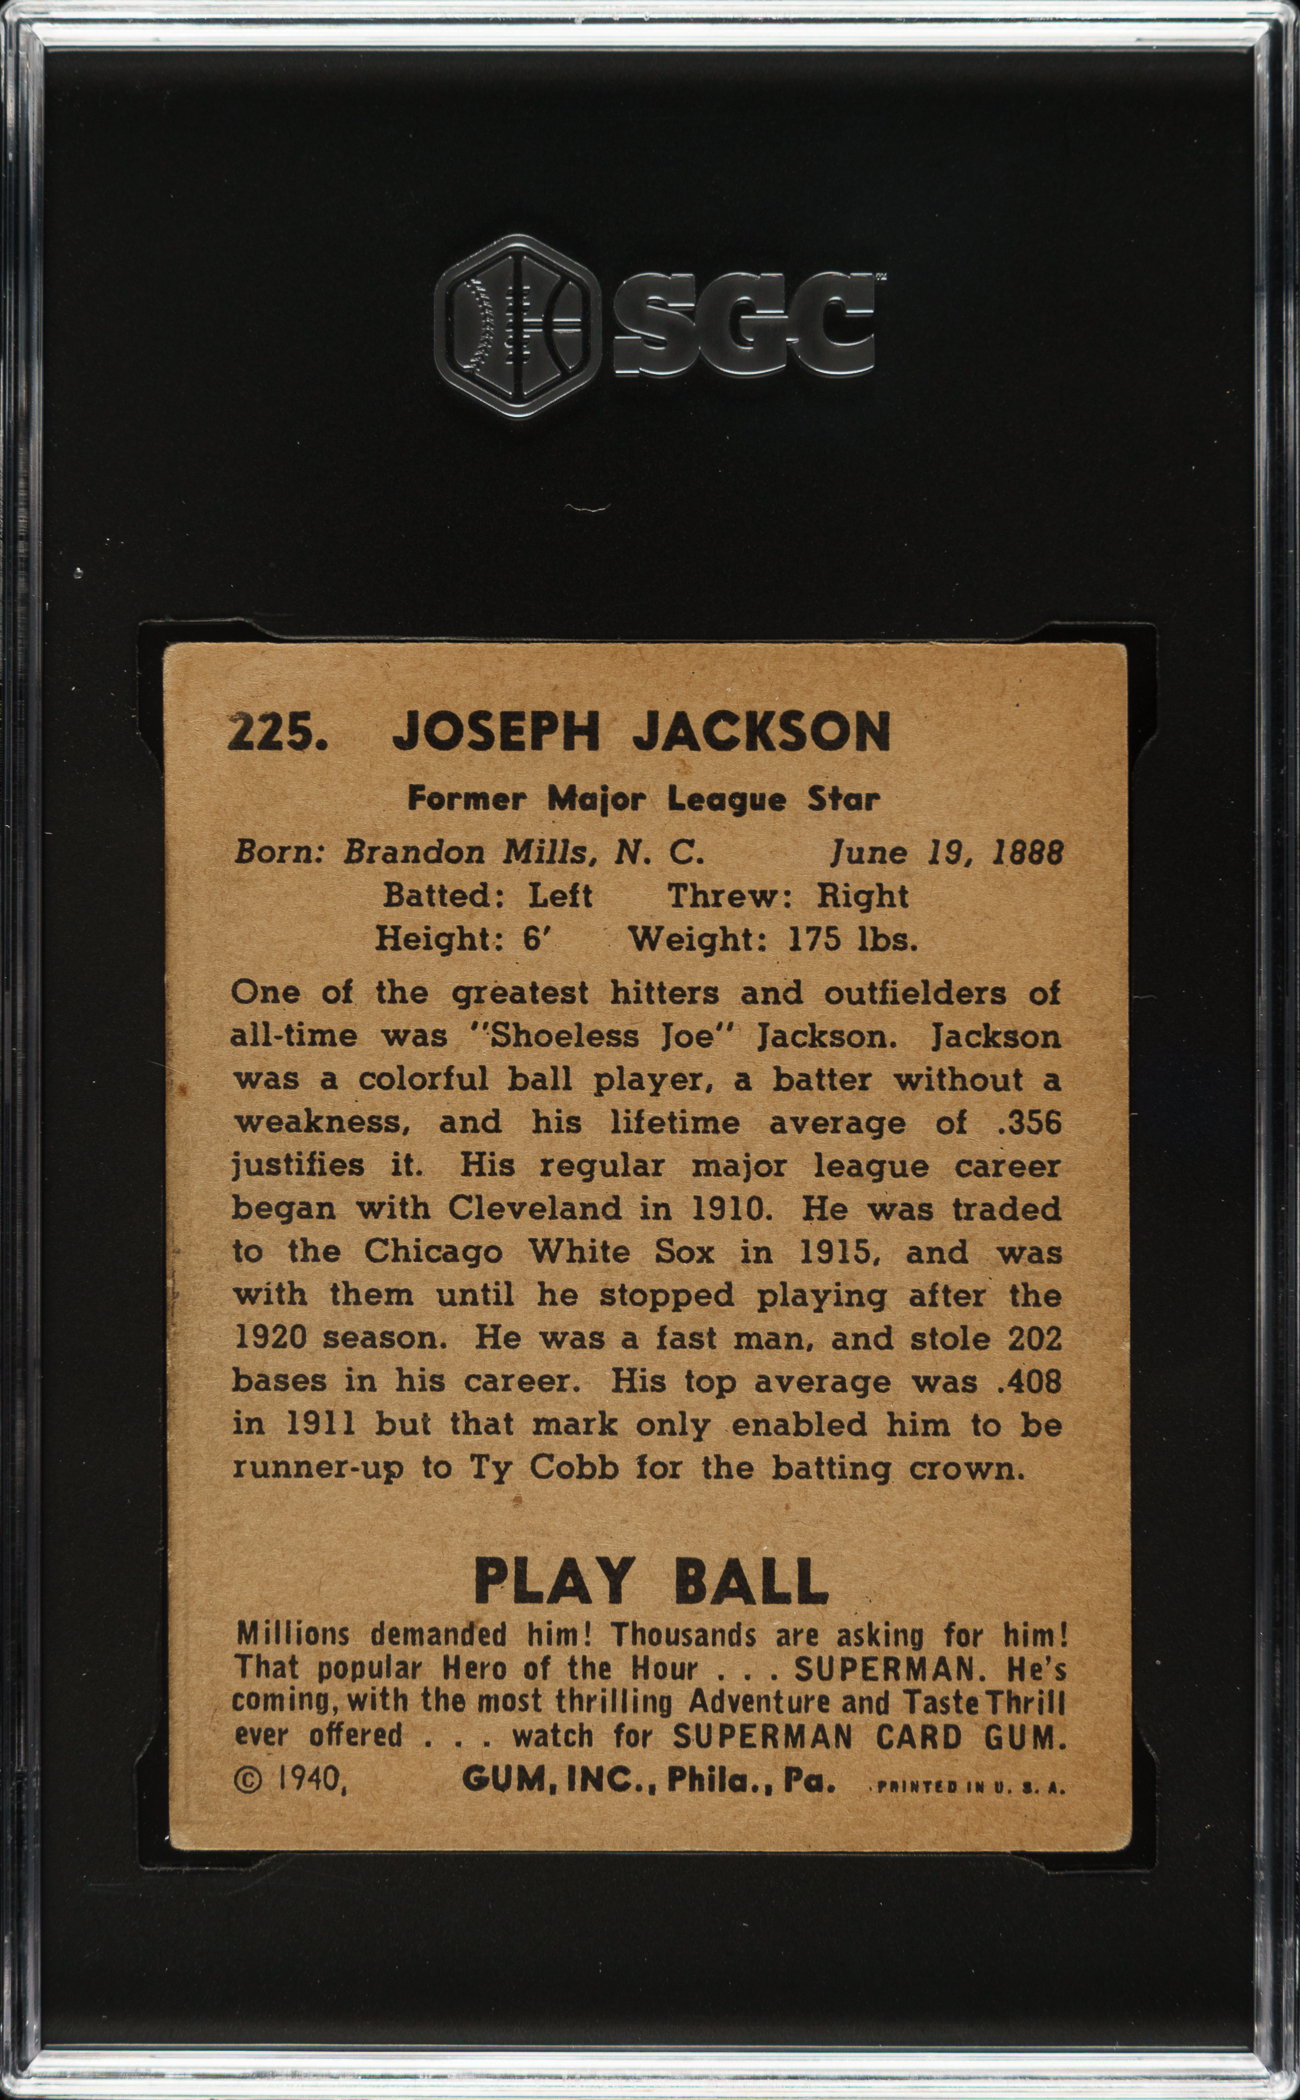 SGC™
225. JOSEPH JACKSON
Former Major League Star
Born: Brandon Mills, N. C. June 19, 1888
Batted: Left Threw: Right
Height: 6′ Weight: 175 lbs.
One of the greatest hitters and outfielders of
all-time was "Shoeless Joe" Jackson. Jackson
was a colorful ball player, a batter without a
weakness, and his lifetime average of .356
justifies it. His regular major league career
began with Cleveland in 1910. He was traded
to the Chicago White Sox in 1915, and was
with them until he stopped playing after the
1920 season. He was a fast man, and stole 202
bases in his career. His top average was .408
in 1911 but that mark only enabled him to be
runner-up to Ty Cobb for the batting crown.
PLAY BALL
Millions demanded him! Thousands are asking for him!
That popular Hero of the Hour . . . SUPERMAN. He's
coming, with the most thrilling Adventure and Taste Thrill
ever offered . . . watch for SUPERMAN CARD GUM.
© 1940, GUM, INC., Phila., Pa. PRINTED IN U. S. A.